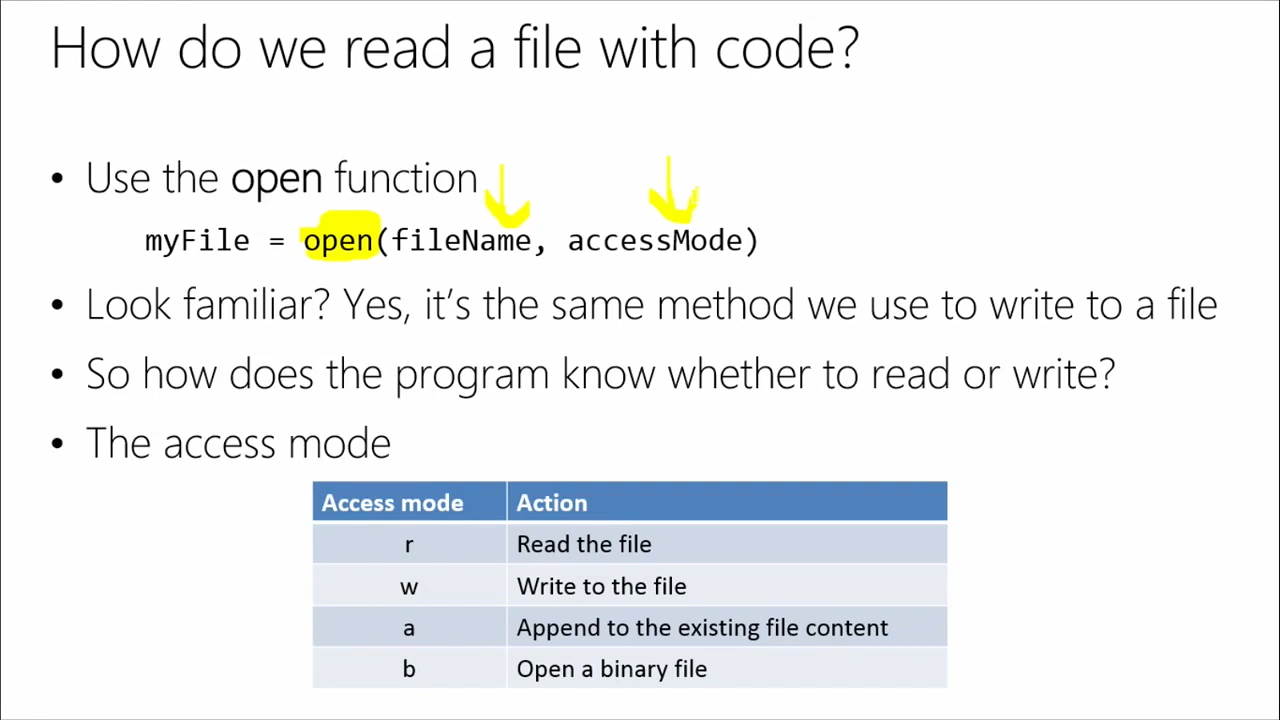 How do we read a file with code?
• Use the open function
myFile = open(fileName, accessMode)
• Look familiar? Yes, it's the same method we use to write to a file
• So how does the program know whether to read or write?
• The access mode
Access mode Action
r Read the file
w Write to the file
a Append to the existing file content
b Open a binary file